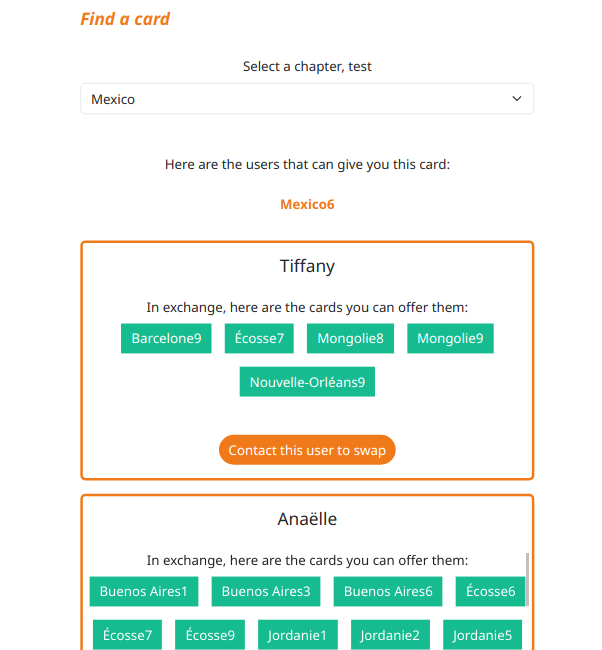 Find a card
Select a chapter, test
Mexico
Here are the users that can give you this card:
Mexico6
Tiffany
In exchange, here are the cards you can offer them:
Barcelone9 Écosse7 Mongolie8 Mongolie9
Nouvelle-Orléans9
Contact this user to swap
Anaëlle
In exchange, here are the cards you can offer them:
Buenos Aires1 Buenos Aires3 Buenos Aires6 Écosse6
Écosse7 Écosse9 Jordanie1 Jordanie2 Jordanie5